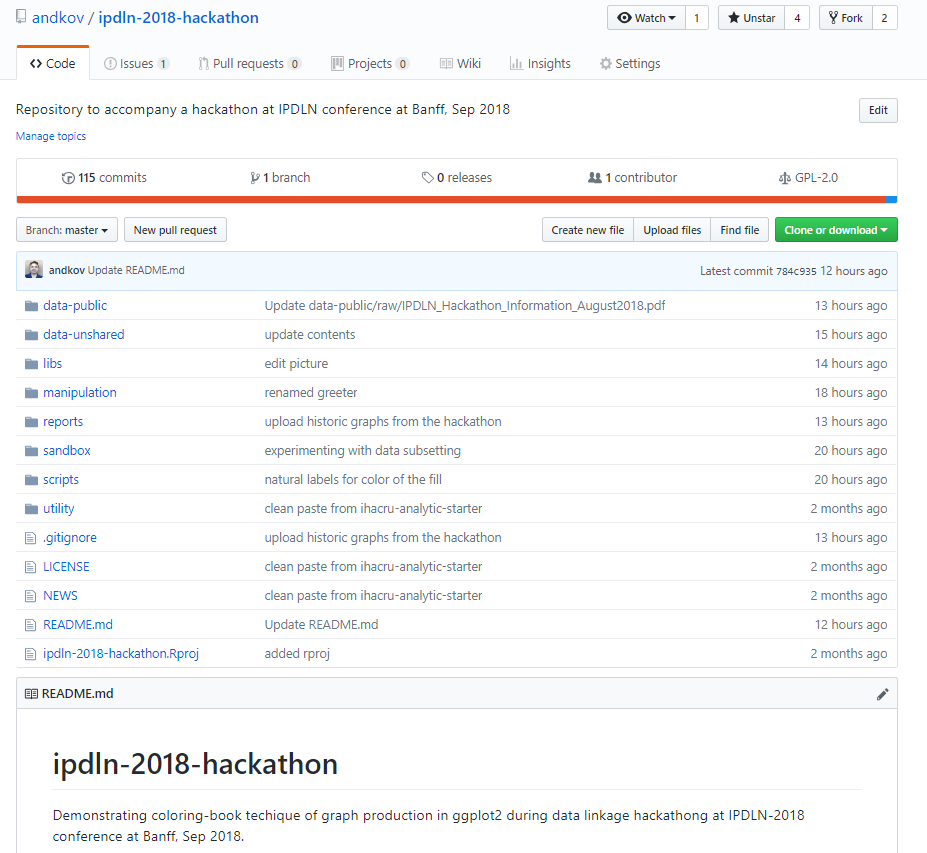 andkov / ipdln-2018-hackathon Watch 1 Unstar 4 Fork 2
Code Issues 1 Pull requests 0 Projects 0 Wiki Insights Settings
Repository to accompany a hackathon at IPDLN conference at Banff, Sep 2018 Edit
Manage topics
115 commits 1 branch 0 releases 1 contributor GPL-2.0
Branch: master New pull request Create new file Upload files Find file Clone or download
andkov Update README.md Latest commit 784c935 12 hours ago
data-public Update data-public/raw/IPDLN_Hackathon_Information_August2018.pdf 13 hours ago
data-unshared update contents 15 hours ago
libs edit picture 14 hours ago
manipulation renamed greeter 18 hours ago
reports upload historic graphs from the hackathon 13 hours ago
sandbox experimenting with data subsetting 20 hours ago
scripts natural labels for color of the fill 20 hours ago
utility clean paste from ihacru-analytic-starter 2 months ago
.gitignore upload historic graphs from the hackathon 13 hours ago
LICENSE clean paste from ihacru-analytic-starter 2 months ago
NEWS clean paste from ihacru-analytic-starter 2 months ago
README.md Update README.md 12 hours ago
ipdln-2018-hackathon.Rproj added rproj 2 months ago
README.md
ipdln-2018-hackathon
Demonstrating coloring-book techique of graph production in ggplot2 during data linkage hackathong at IPDLN-2018
conference at Banff, Sep 2018.